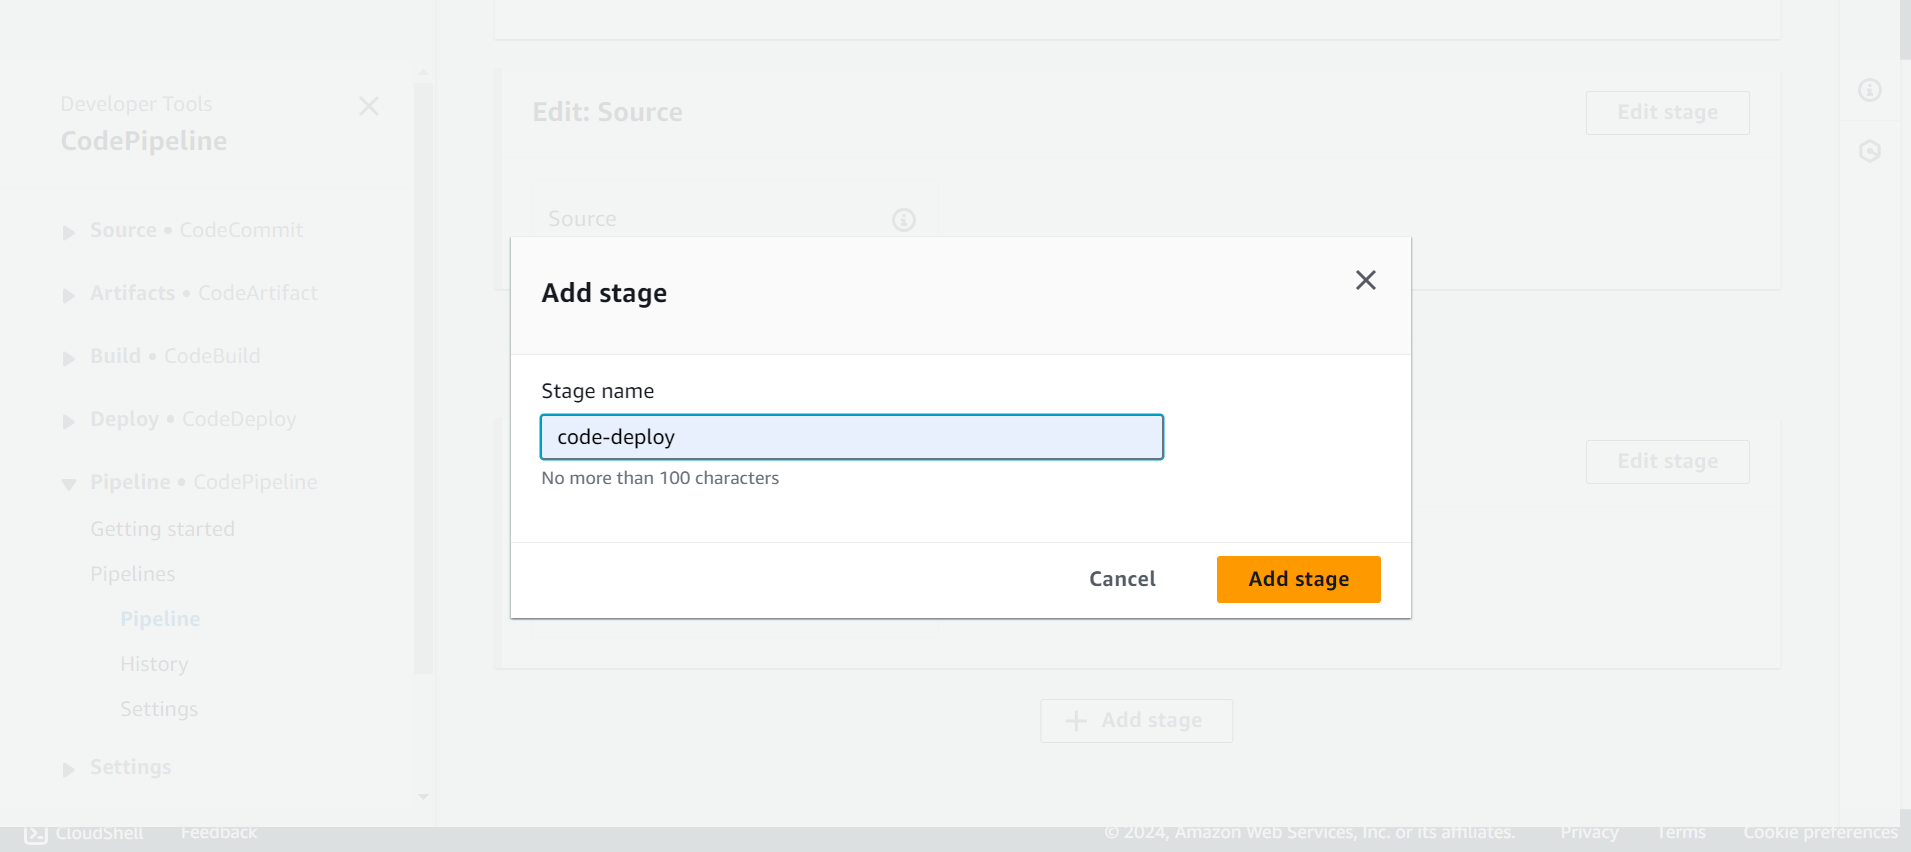 Developer Tools
CodePipeline
Source • CodeCommit
Artifacts • CodeArtifact
Build • CodeBuild
Deploy • CodeDeploy
Pipeline • CodePipeline
Getting started
Pipelines
Pipeline
History
Settings
Settings
Edit: Source
Edit stage
Source
Add stage
Stage name
code-deploy
No more than 100 characters
Cancel
Add stage
Edit stage
Add stage
CloudShell
Feedback
© 2024, Amazon Web Services, Inc. or its affiliates.
Privacy
Terms
Cookie preferences